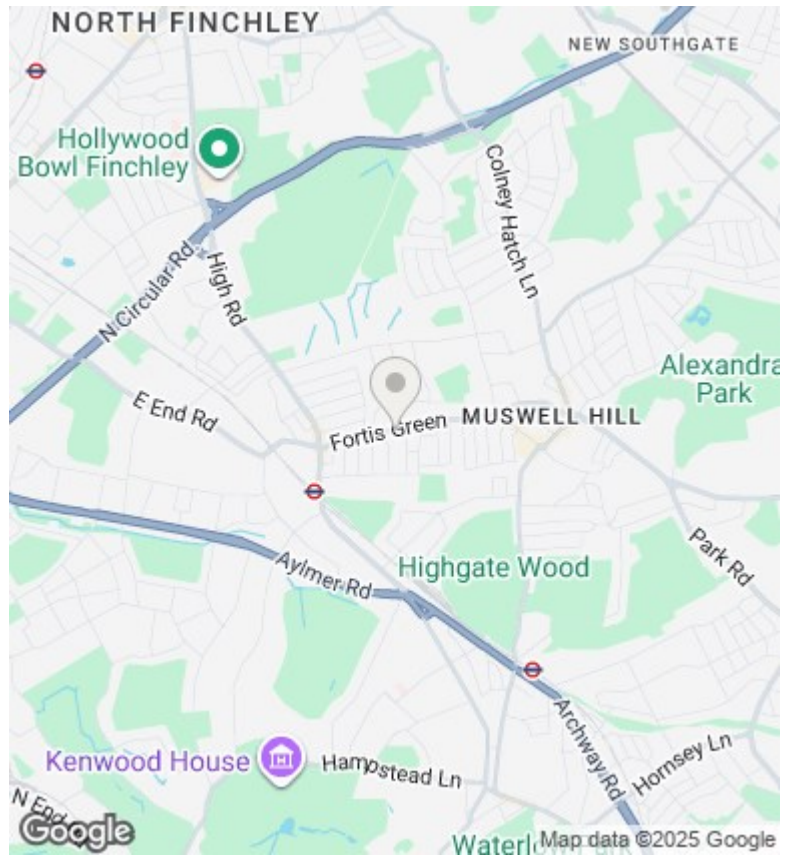 NORTH FINCHLEY
NEW SOUTHGATE
Hollywood
Bowl Finchley
Colney Hatch Ln
N Circular Rd
High Rd
Alexandra
Park
E End Rd
Fortis Green
MUSWELL HILL
Park Rd
Highgate Wood
Aylmer Rd
Archway Rd
Hornsey Ln
Kenwood House
Hampstead Ln
N End
Google
Waterlow Park
Map data ©2025 Google